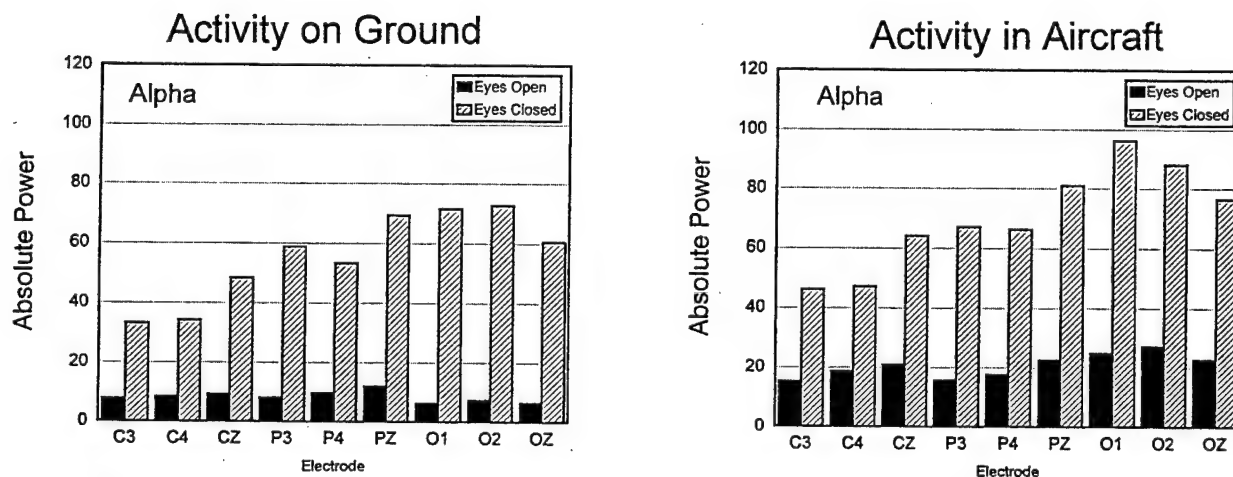 Activity on Ground
120
100
80
60
40
20
0
Absolute Power
Alpha
Eyes Open
Eyes Closed
C3 C4 CZ P3 P4 PZ O1 O2 OZ
Electrode
Activity in Aircraft
120
100
80
60
40
20
0
Absolute Power
Alpha
Eyes Open
Eyes Closed
C3 C4 CZ P3 P4 PZ O1 O2 OZ
Electrode